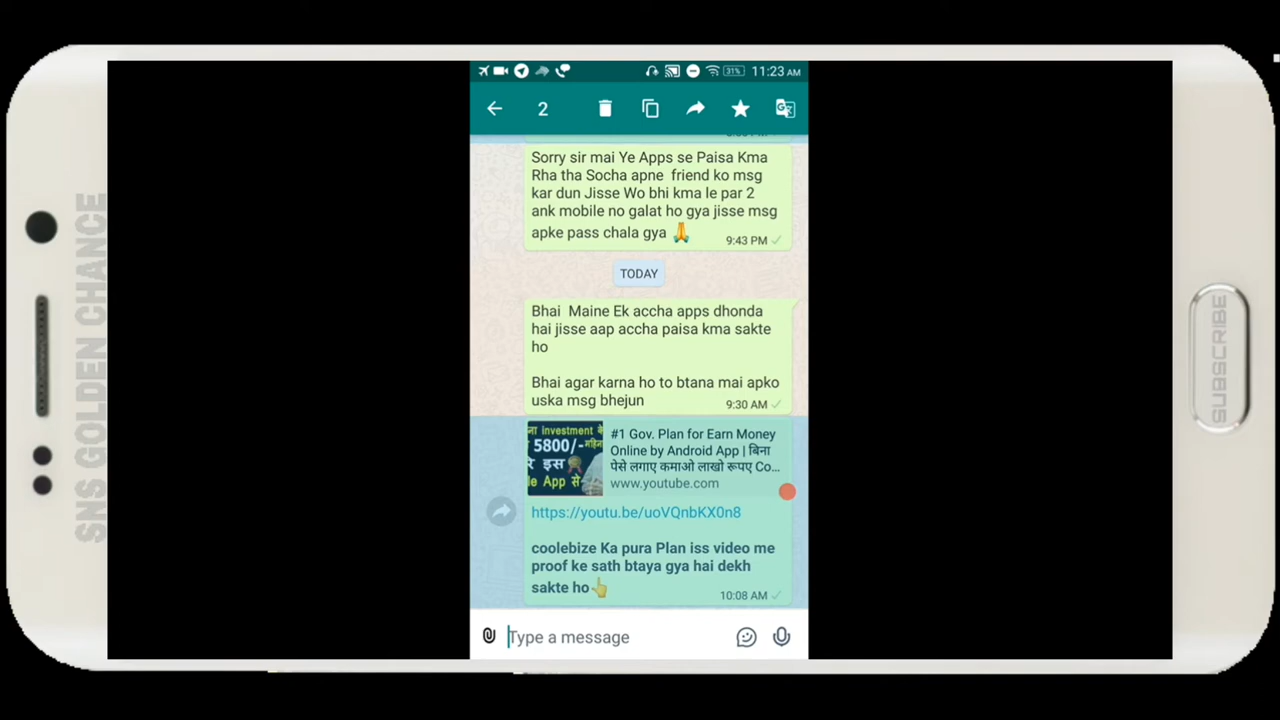 SNS GOLDEN CHANCE
SUBSCRIBE
31%
11:23 AM
2
Sorry sir mai Ye Apps se Paisa Kma
Rha tha Socha apne friend ko msg
kar dun Jisse Wo bhi kma le par 2
ank mobile no galat ho gya jisse msg
apke pass chala gya 🙏
9:43 PM
TODAY
Bhai Maine Ek accha apps dhonda
hai jisse aap accha paisa kma sakte
ho
Bhai agar karna ho to btana mai apko
uska msg bhejun
9:30 AM
investment के
5800/-
रे इस
le App से
#1 Gov. Plan for Earn Money
Online by Android App | बिना
पेसे लगाए कमाओ लाखो रूपए Co...
www.youtube.com
https://youtu.be/uoVQnbKX0n8
coolebize Ka pura Plan iss video me
proof ke sath btaya gya hai dekh
sakte ho👆
10:08 AM
Type a message